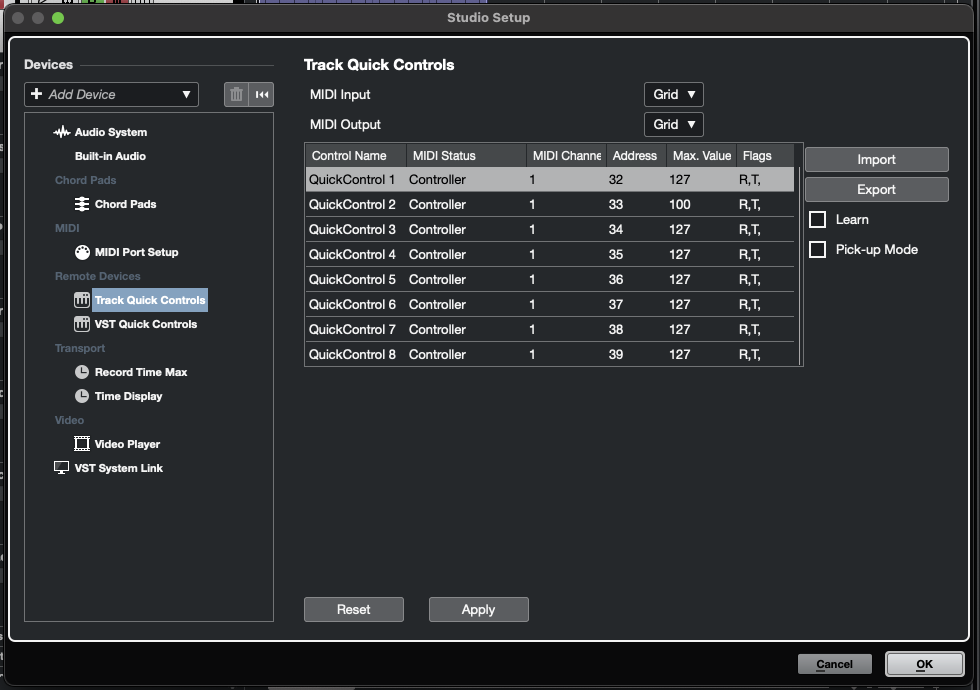 Studio Setup
Devices
+ Add Device
Audio System
Built-in Audio
Chord Pads
Chord Pads
MIDI
MIDI Port Setup
Remote Devices
Track Quick Controls
VST Quick Controls
Transport
Record Time Max
Time Display
Video
Video Player
VST System Link
Track Quick Controls
MIDI Input Grid
MIDI Output Grid
Control Name MIDI Status MIDI Channe Address Max. Value Flags
QuickControl 1 Controller 1 32 127 R,T,
QuickControl 2 Controller 1 33 100 R,T,
QuickControl 3 Controller 1 34 127 R,T,
QuickControl 4 Controller 1 35 127 R,T,
QuickControl 5 Controller 1 36 127 R,T,
QuickControl 6 Controller 1 37 127 R,T,
QuickControl 7 Controller 1 38 127 R,T,
QuickControl 8 Controller 1 39 127 R,T,
Import
Export
Learn
Pick-up Mode
Reset Apply
Cancel OK